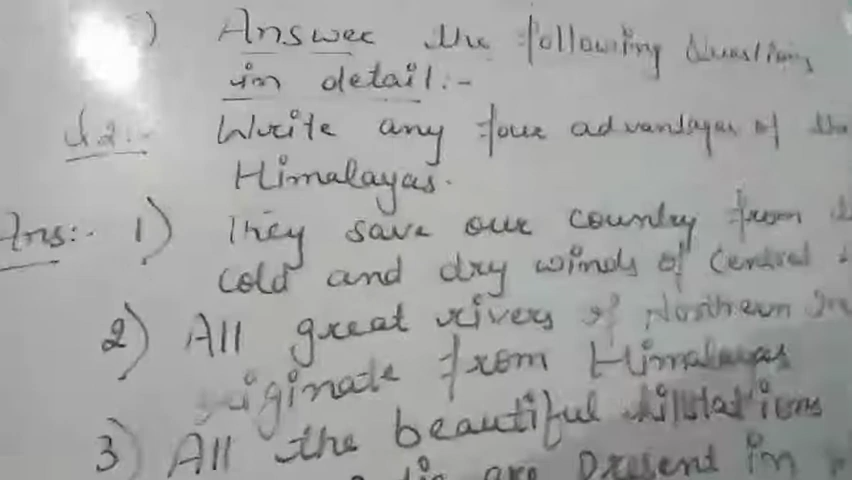 ) Answer the following Questions
in detail:-
Q.2:- Write any four advantages of the
Himalayas.
Ans:- 1) They save our country from
cold and dry winds of Central
2) All great rivers of Northern In
originate from Himalayas
3) All the beautiful hillstations
are present in